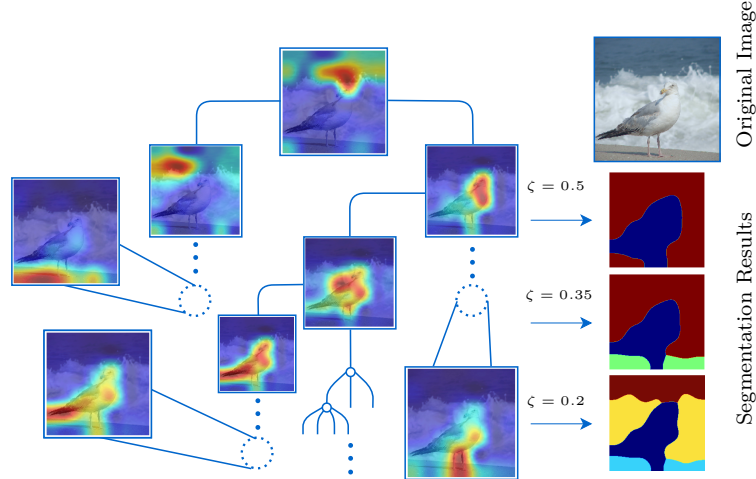 Original Image
ζ = 0.5
ζ = 0.35
ζ = 0.2
Segmentation Results